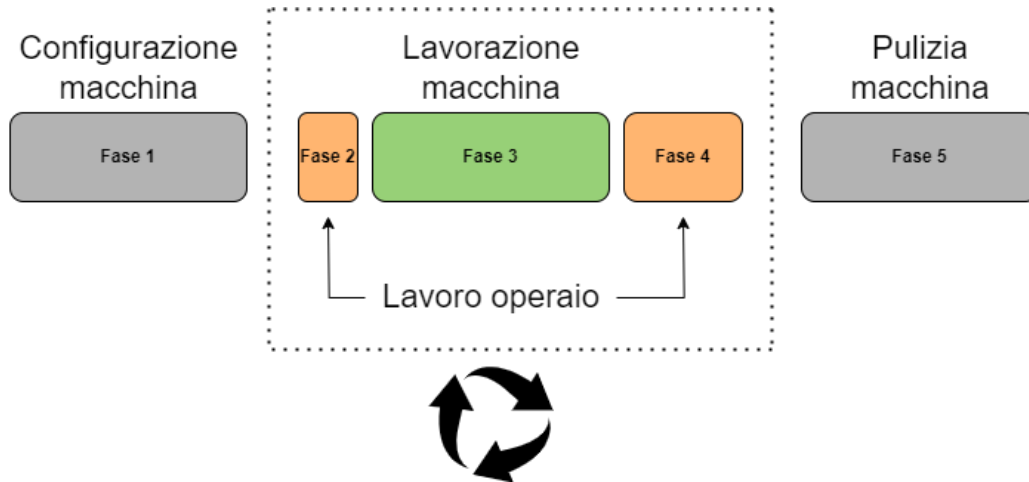 Configurazione
macchina
Lavorazione
macchina
Pulizia
macchina
Fase 1
Fase 2
Fase 3
Fase 4
Fase 5
Lavoro operaio